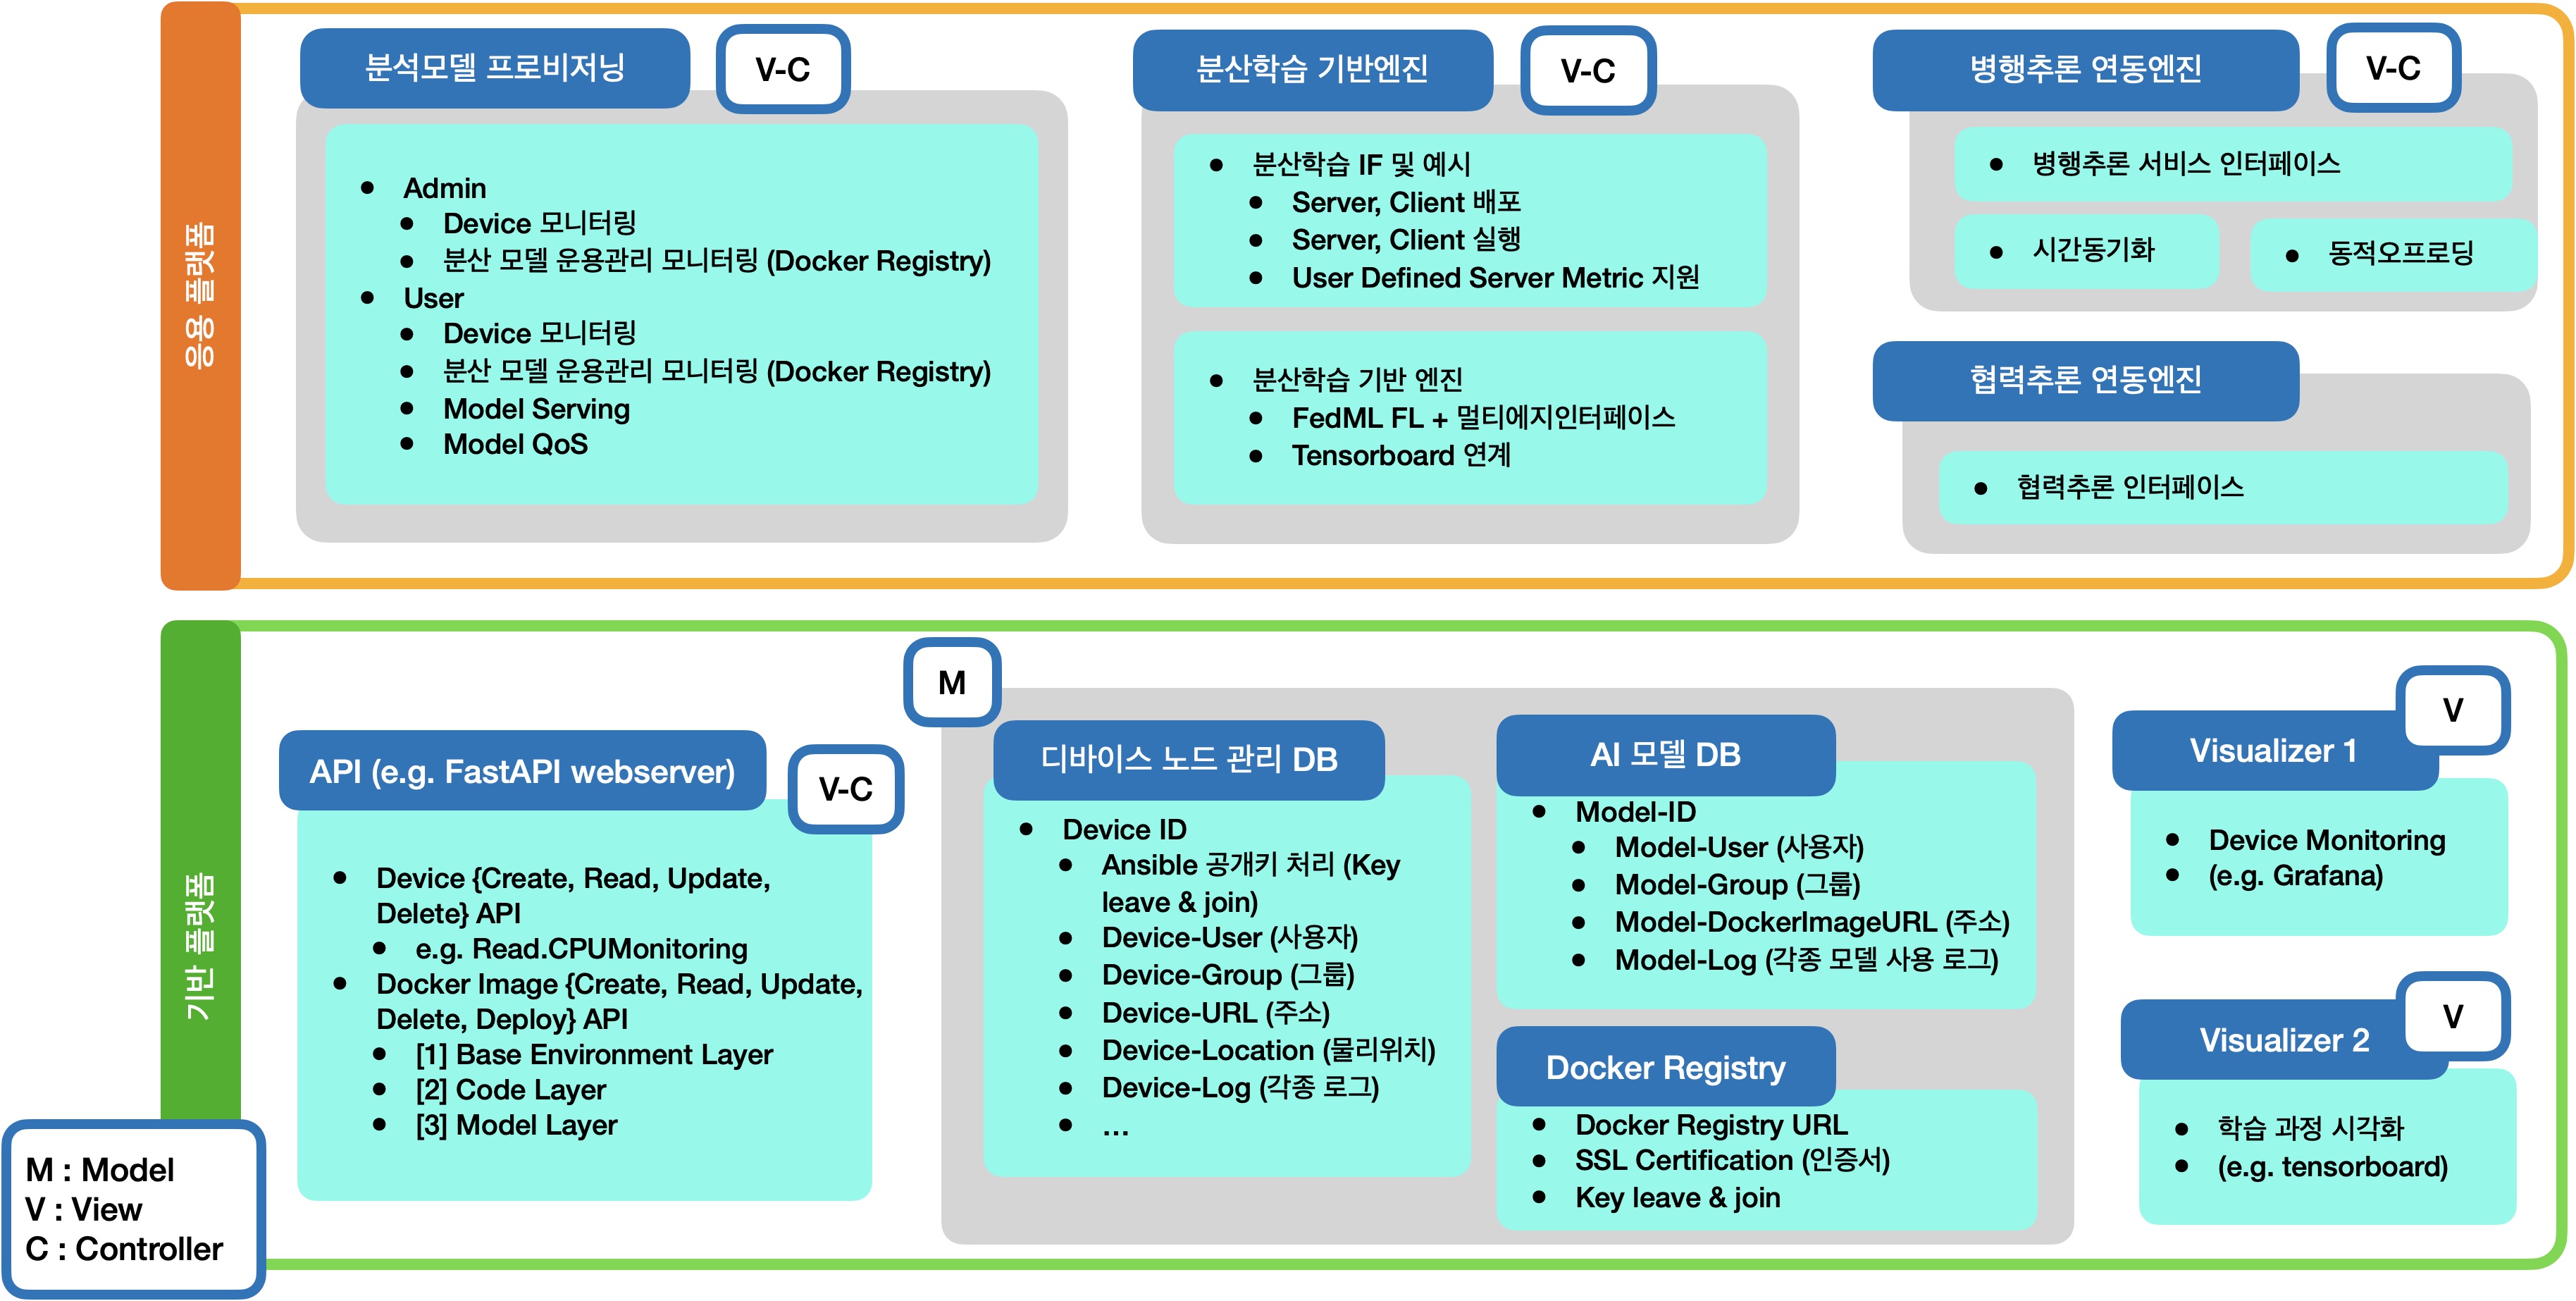 응용 플랫폼
분석모델 프로비저닝
V-C
● Admin
● Device 모니터링
● 분산 모델 운용관리 모니터링 (Docker Registry)
● User
● Device 모니터링
● 분산 모델 운용관리 모니터링 (Docker Registry)
● Model Serving
● Model QoS
분산학습 기반엔진
V-C
● 분산학습 IF 및 예시
● Server, Client 배포
● Server, Client 실행
● User Defined Server Metric 지원
● 분산학습 기반 엔진
● FedML FL + 멀티에지인터페이스
● Tensorboard 연계
병행추론 연동엔진
V-C
● 병행추론 서비스 인터페이스
● 시간동기화
● 동적오프로딩
협력추론 연동엔진
● 협력추론 인터페이스
기반 플랫폼
API (e.g. FastAPI webserver)
V-C
● Device {Create, Read, Update,
Delete} API
● e.g. Read.CPUMonitoring
● Docker Image {Create, Read, Update,
Delete, Deploy} API
● [1] Base Environment Layer
● [2] Code Layer
● [3] Model Layer
M
디바이스 노드 관리 DB
● Device ID
● Ansible 공개키 처리 (Key
leave & join)
● Device-User (사용자)
● Device-Group (그룹)
● Device-URL (주소)
● Device-Location (물리위치)
● Device-Log (각종 로그)
● ...
AI 모델 DB
● Model-ID
● Model-User (사용자)
● Model-Group (그룹)
● Model-DockerImageURL (주소)
● Model-Log (각종 모델 사용 로그)
Docker Registry
● Docker Registry URL
● SSL Certification (인증서)
● Key leave & join
Visualizer 1
V
● Device Monitoring
● (e.g. Grafana)
Visualizer 2
V
● 학습 과정 시각화
● (e.g. tensorboard)
M : Model
V : View
C : Controller